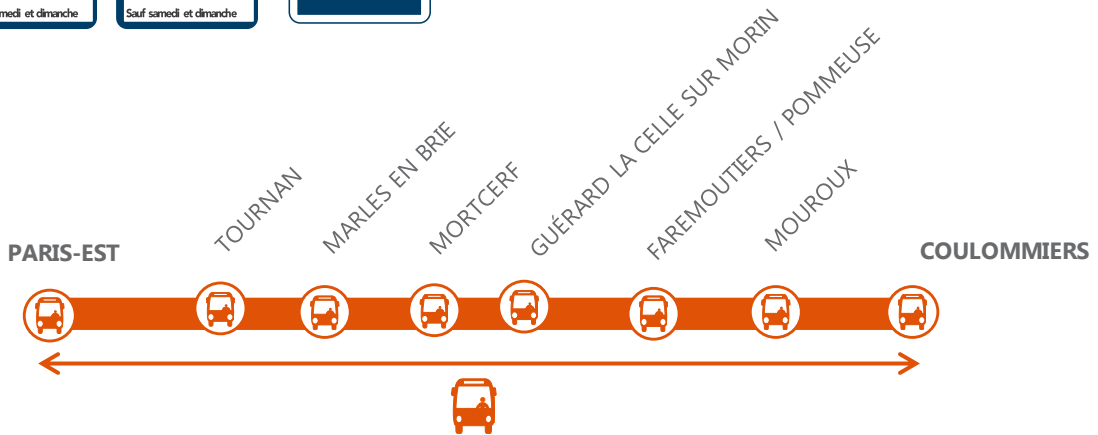 medi et dimanche
Sauf samedi et dimanche
PARIS-EST
TOURNAN
MARLES EN BRIE
MORTCERF
GUÉRARD LA CELLE SUR MORIN
FAREMOUTIERS / POMMEUSE
MOUROUX
COULOMMIERS